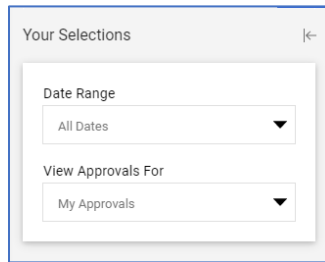 Your Selections
Date Range
All Dates
View Approvals For
My Approvals